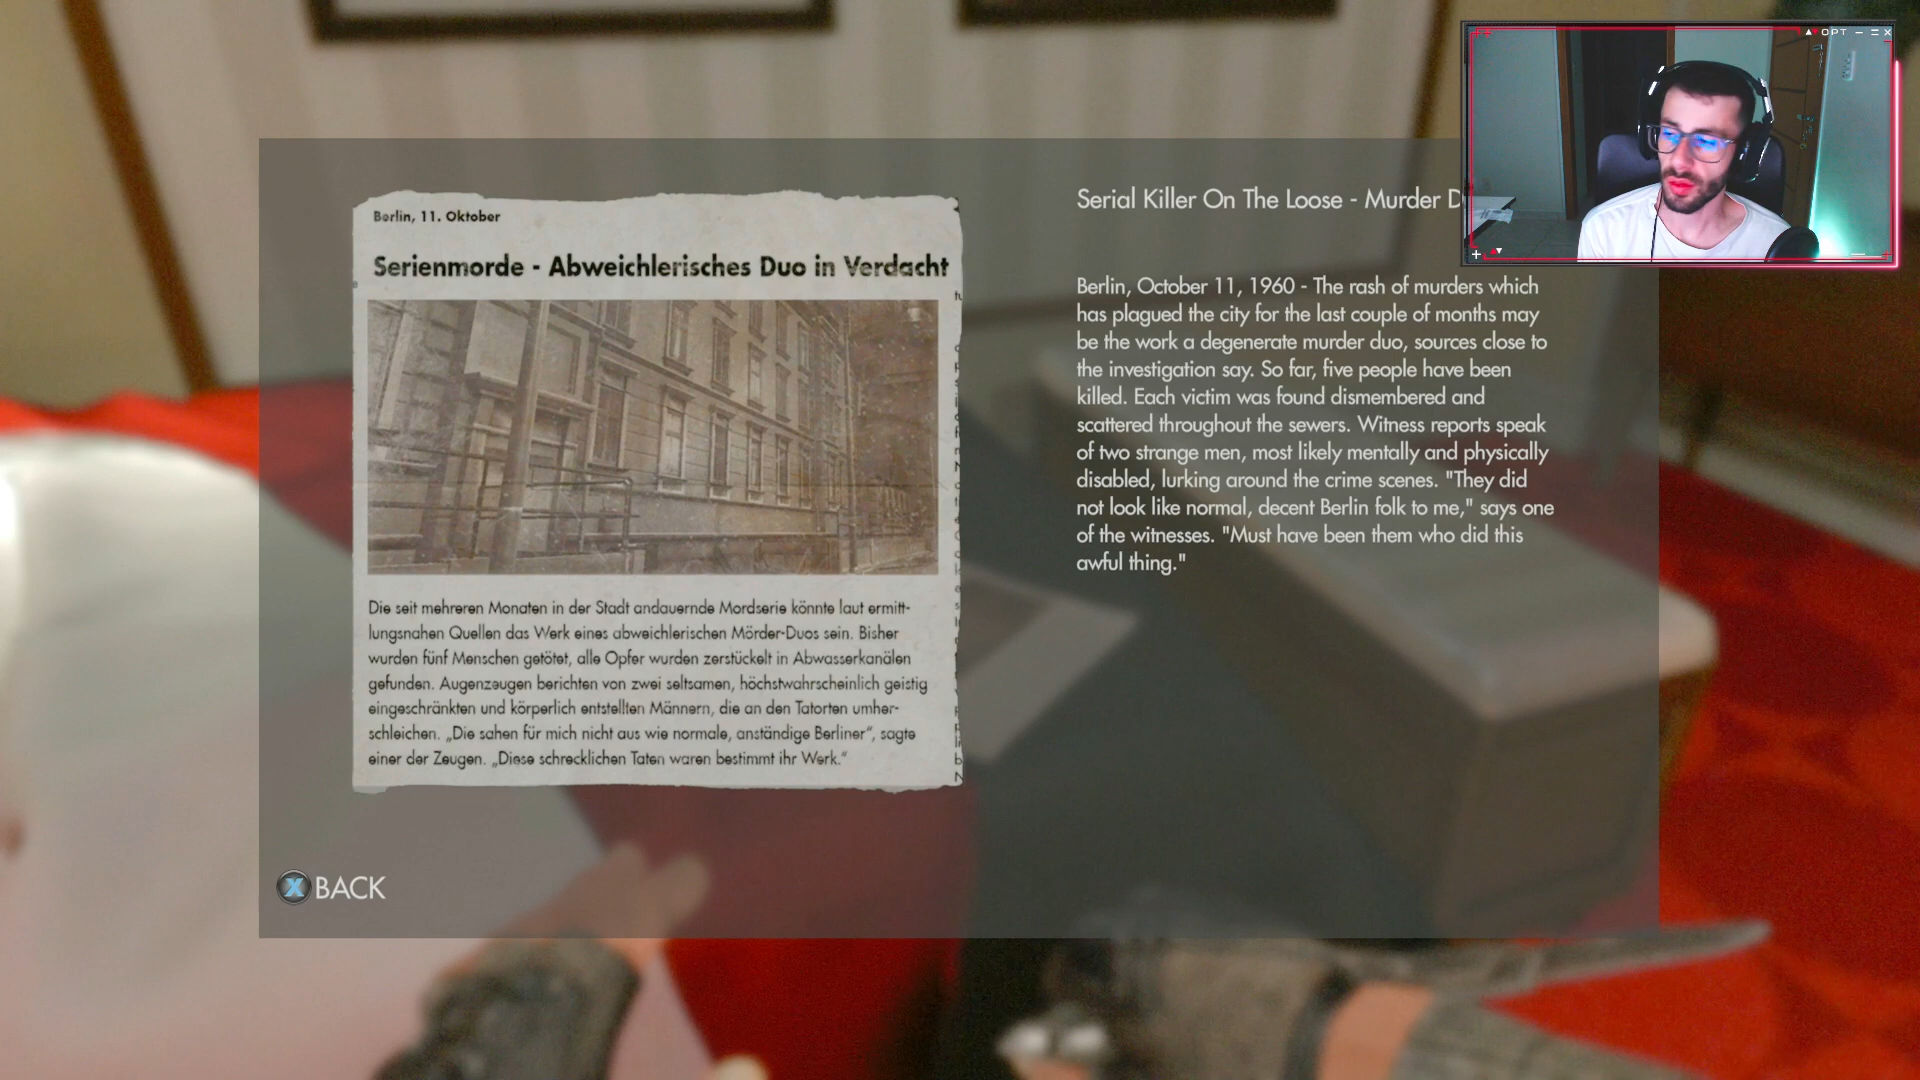 Berlin, 11. Oktober
Serienmorde - Abweichlerisches Duo in Verdacht
Die seit mehreren Monaten in der Stadt andauernde Mordserie könnte laut ermitt-
lungsnahen Quellen das Werk eines abweichlerischen Mörder-Duos sein. Bisher
wurden fünf Menschen getötet, alle Opfer wurden zerstückelt in Abwasserkanälen
gefunden. Augenzeugen berichten von zwei seltsamen, höchstwahrscheinlich geistig
eingeschränkten und körperlich entstellten Männern, die an den Tatorten umher-
schleichen. „Die sahen für mich nicht aus wie normale, anständige Berliner“, sagte
einer der Zeugen. „Diese schrecklichen Taten waren bestimmt ihr Werk.“
Serial Killer On The Loose - Murder
Berlin, October 11, 1960 - The rash of murders which
has plagued the city for the last couple of months may
be the work a degenerate murder duo, sources close to
the investigation say. So far, five people have been
killed. Each victim was found dismembered and
scattered throughout the sewers. Witness reports speak
of two strange men, most likely mentally and physically
disabled, lurking around the crime scenes. "They did
not look like normal, decent Berlin folk to me," says one
of the witnesses. "Must have been them who did this
awful thing."
OPT
X BACK